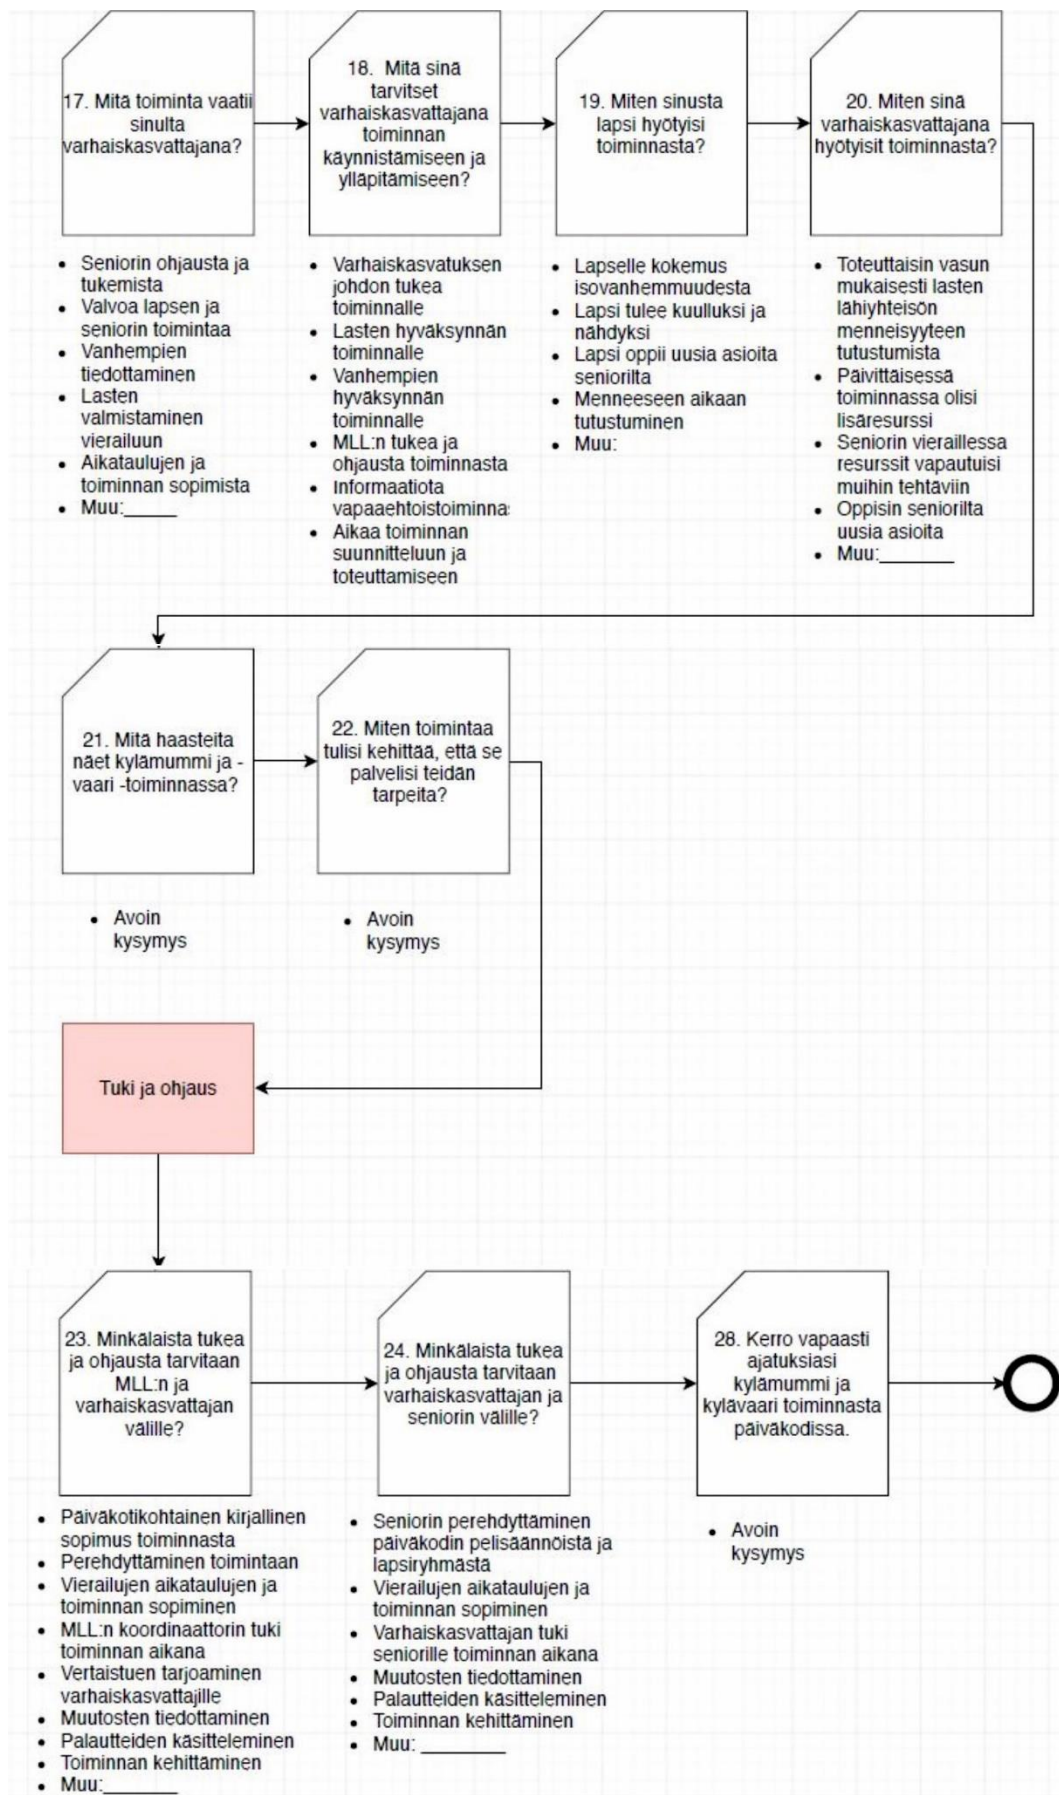 17. Mitä toiminta vaatii
sinulta
varhaiskasvattajana?
18. Mitä sinä
tarvitset
varhaiskasvattajana
toiminnan
käynnistämiseen ja
ylläpitämiseen?
19. Miten sinusta
lapsi hyötyisi
toiminnasta?
20. Miten sinä
varhaiskasvattajana
hyötyisit toiminnasta?
• Seniorin ohjausta ja
tukemista
• Valvoa lapsen ja
seniorin toimintaa
• Vanhempien
tiedottaminen
• Lasten
valmistaminen
vierailuun
• Aikataulujen ja
toiminnan sopimista
• Muu:_____
• Varhaiskasvatuksen
johdon tukea
toiminnalle
• Lasten hyväksynnän
toiminnalle
• Vanhempien
hyväksynnän
toiminnalle
• MLL:n tukea ja
ohjausta toiminnasta
• Informaatiota
vapaaehtoistoiminnas
• Aikaa toiminnan
suunnitteluun ja
toteuttamiseen
• Lapselle kokemus
isovanhemmuudesta
• Lapsi tulee kuulluksi ja
nähdyksi
• Lapsi oppii uusia asioita
seniorilta
• Menneeseen aikaan
tutustuminen
• Muu:
• Toteuttaisin vasun
mukaisesti lasten
lähiyhteisön
menneisyyteen
tutustumista
• Päivittäisessä
toiminnassa olisi
lisäresurssi
• Seniorin vieraillessa
resurssit vapautuisi
muihin tehtäviin
• Oppisin seniorilta
uusia asioita
• Muu:_______
21. Mitä haasteita
näet kylämummi ja -
vaari -toiminnassa?
22. Miten toimintaa
tulisi kehittää, että se
palvelisi teidän
tarpeita?
• Avoin
kysymys
• Avoin
kysymys
Tuki ja ohjaus
23. Minkälaista tukea
ja ohjausta tarvitaan
MLL:n ja
varhaiskasvattajan
välille?
24. Minkälaista tukea
ja ohjausta tarvitaan
varhaiskasvattajan ja
seniorin välille?
28. Kerro vapaasti
ajatuksiasi
kylämummi ja
kylävaari toiminnasta
päiväkodissa.
• Päiväkotikohtainen kirjallinen
sopimus toiminnasta
• Perehdyttäminen toimintaan
• Vierailujen aikataulujen ja
toiminnan sopiminen
• MLL:n koordinaattorin tuki
toiminnan aikana
• Vertaistuen tarjoaminen
varhaiskasvattajille
• Muutosten tiedottaminen
• Palautteiden käsitteleminen
• Toiminnan kehittäminen
• Muu:_______
• Seniorin perehdyttäminen
päiväkodin pelisäännöistä ja
lapsiryhmästä
• Vierailujen aikataulujen ja
toiminnan sopiminen
• Varhaiskasvattajan tuki
seniorille toiminnan aikana
• Muutosten tiedottaminen
• Palautteiden käsitteleminen
• Toiminnan kehittäminen
• Muu: ________
• Avoin
kysymys